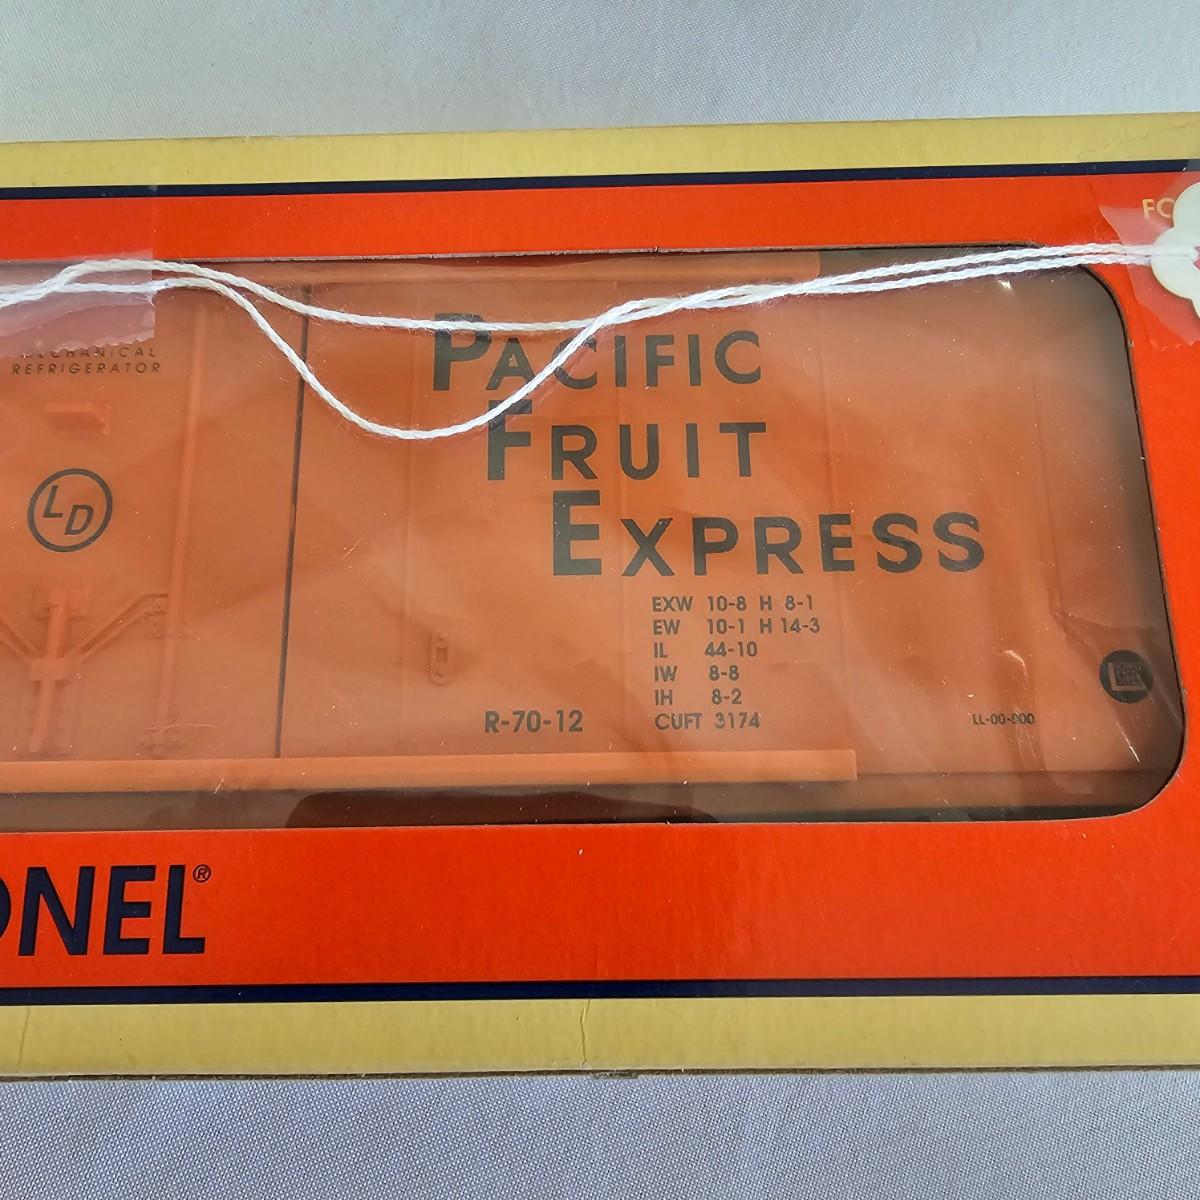 FO
MECHANICAL
REFRIGERATOR
LD
PACIFIC
FRUIT
EXPRESS
EXW 10-8 H 8-1
EW 10-1 H 14-3
IL 44-10
IW 8-8
IH 8-2
CUFT 3174
R-70-12
LL-00-000
ONEL®